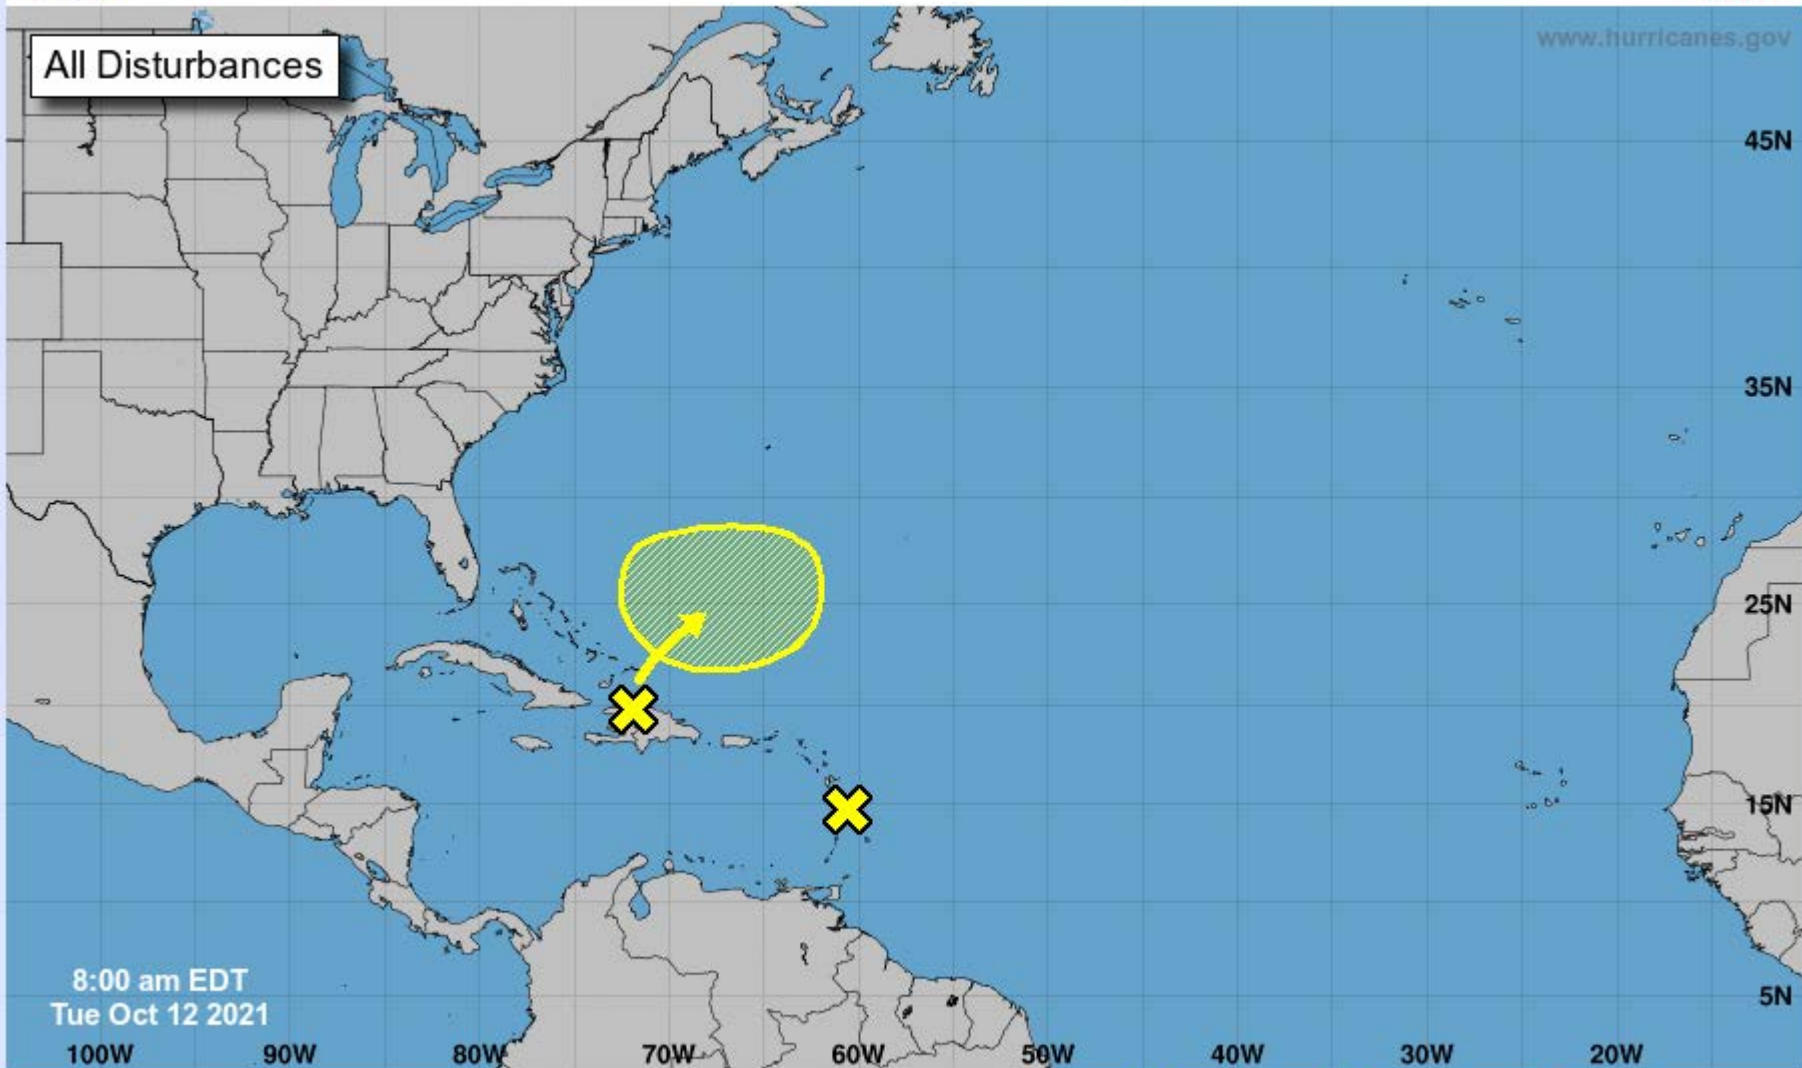 All Disturbances
www.hurricanes.gov
45N
35N
25N
15N
5N
8:00 am EDT
Tue Oct 12 2021
100W 90W 80W 70W 60W 50W 40W 30W 20W